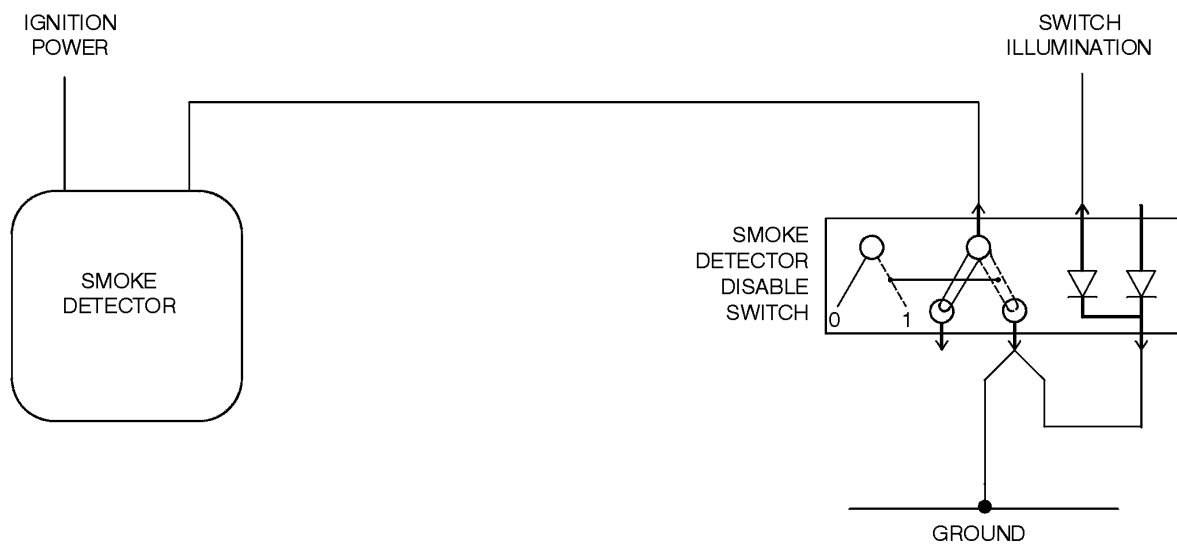 IGNITION
POWER
SWITCH
ILLUMINATION
SMOKE
DETECTOR
SMOKE
DETECTOR
DISABLE
SWITCH
0
1
GROUND